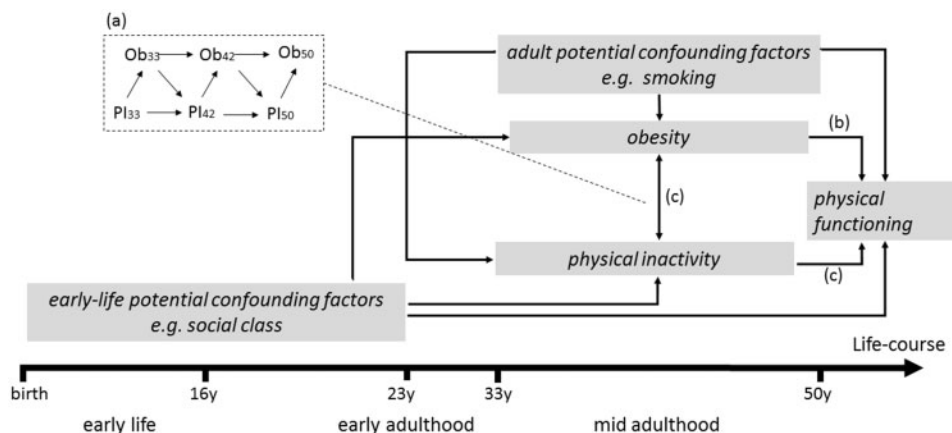 (a)
Ob33 Ob42 Ob50
PI33 PI42 PI50
adult potential confounding factors
e.g. smoking
obesity
(b)
(c)
physical
functioning
physical inactivity
(c)
early-life potential confounding factors
e.g. social class
Life-course
birth 16y 23y 33y 50y
early life early adulthood mid adulthood